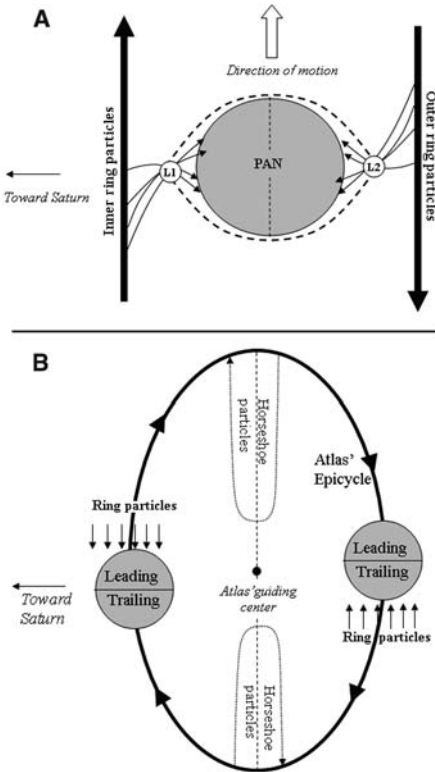 A
Direction of motion
Inner ring particles
Outer ring particles
L1
PAN
L2
Toward Saturn
B
Horseshoe
particles
Atlas'
Epicycle
Ring particles
Leading
Trailing
Leading
Trailing
Toward
Saturn
Atlas'guiding
center
Ring particles
Horseshoe
particles